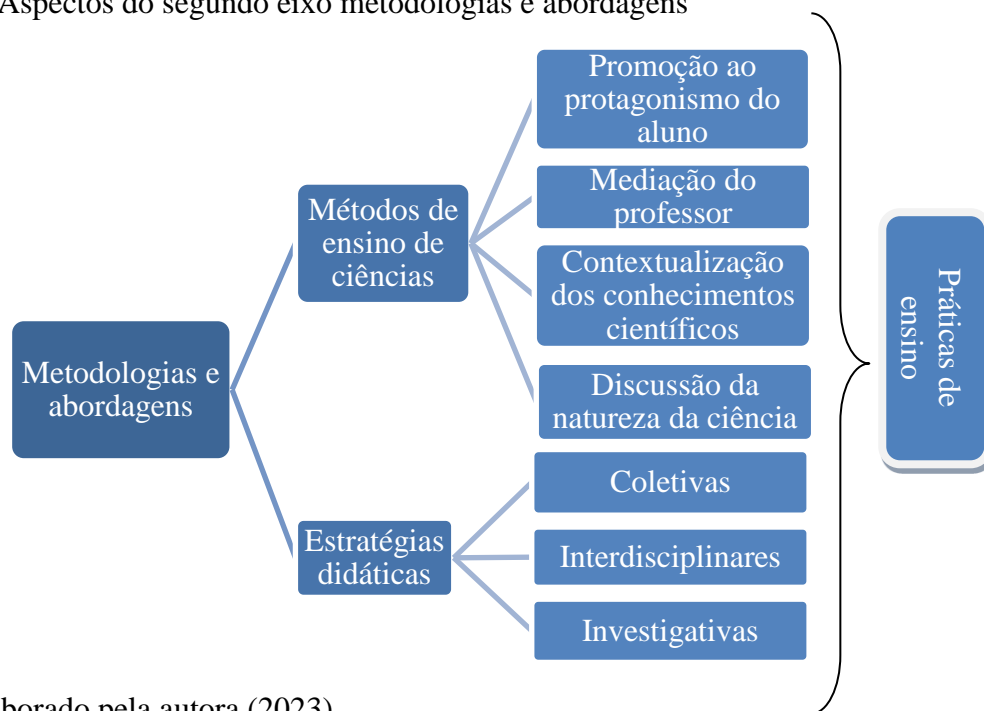 Aspectos do segundo eixo metodologias e abordagens
Promoção ao
protagonismo do
aluno
Mediação do
professor
Métodos de
ensino de
ciências
Contextualização
dos conhecimentos
científicos
Discussão da
natureza da ciência
Metodologias e
abordagens
Estratégias
didáticas
Coletivas
Interdisciplinares
Investigativas
Práticas de
ensino
pela autora (2023)